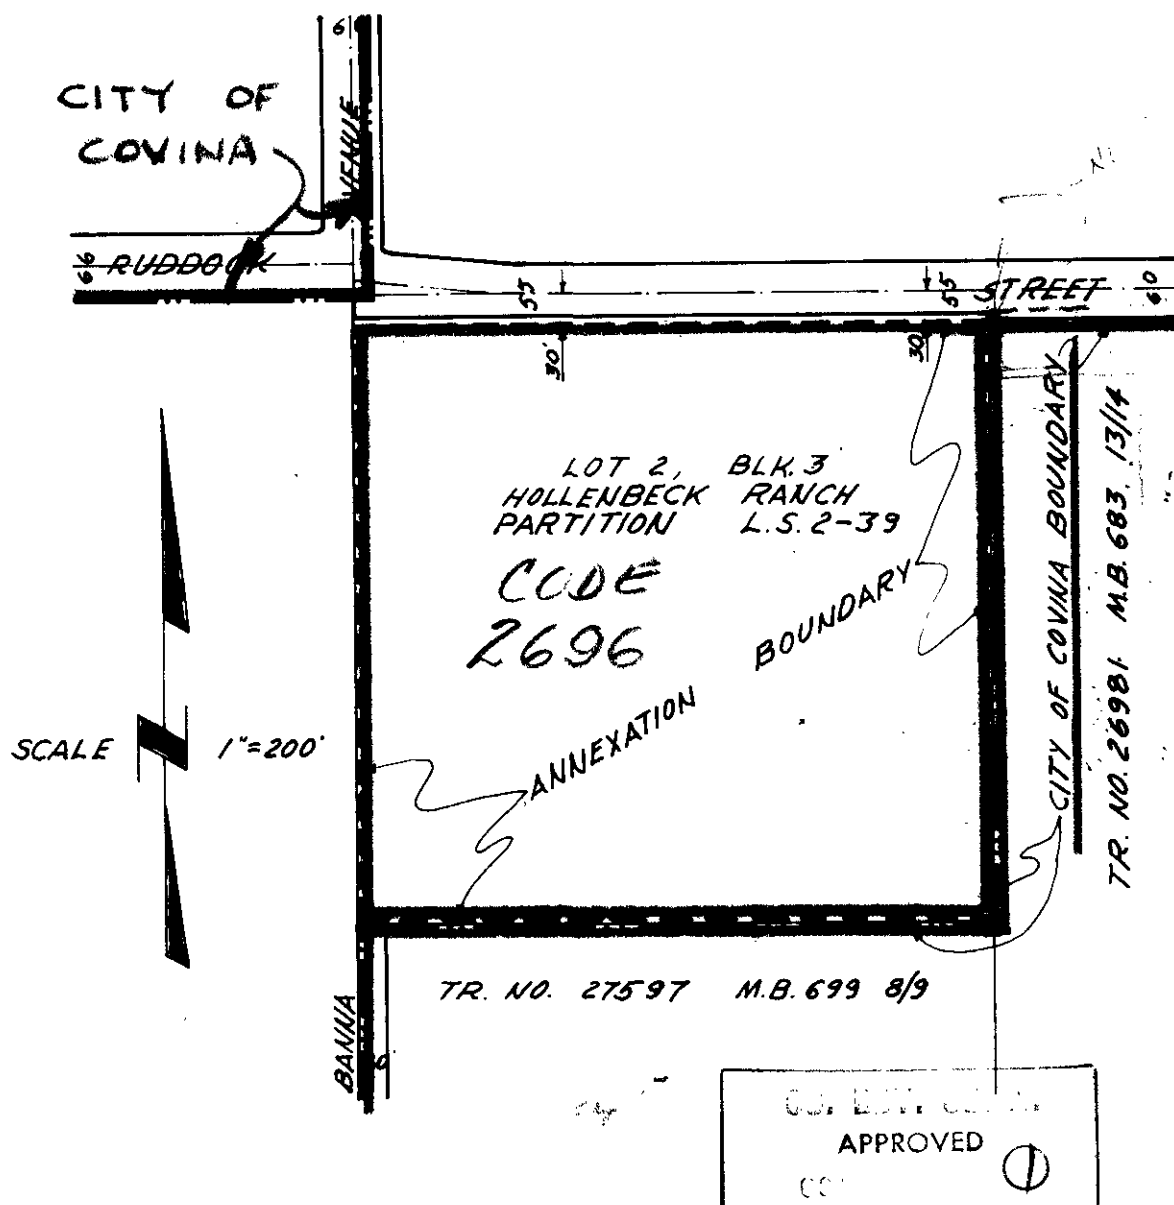 CITY OF
COVINA
VENUE
66 RUDDOCK
55
55
STREET
60
30'
30
LOT 2, BLK. 3
HOLLENBECK RANCH
PARTITION L.S. 2-39
CODE
2696
ANNEXATION BOUNDARY
CITY OF COVINA BOUNDARY
TR. NO. 26981 M.B. 683, 13/14
SCALE 1"=200'
TR. NO. 27597 M.B. 699 8/9
BANNA
APPROVED